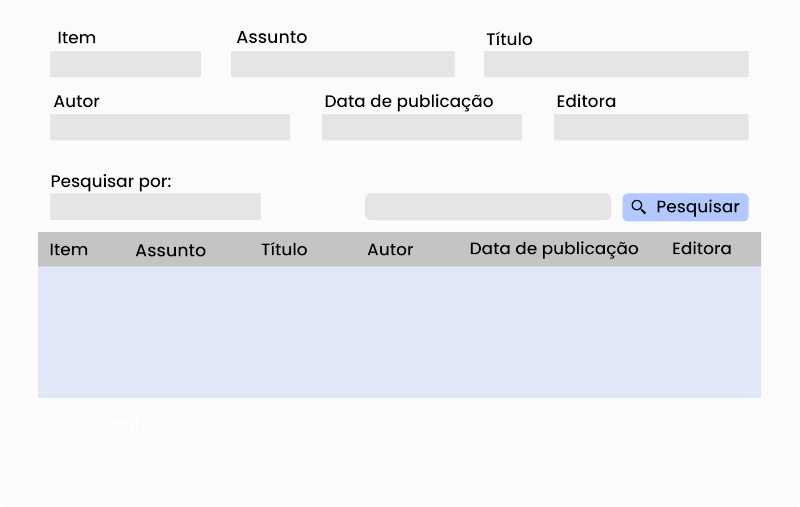 Item Assunto Título
Autor Data de publicação Editora
Pesquisar por:
Pesquisar
Item Assunto Título Autor Data de publicação Editora
Senha